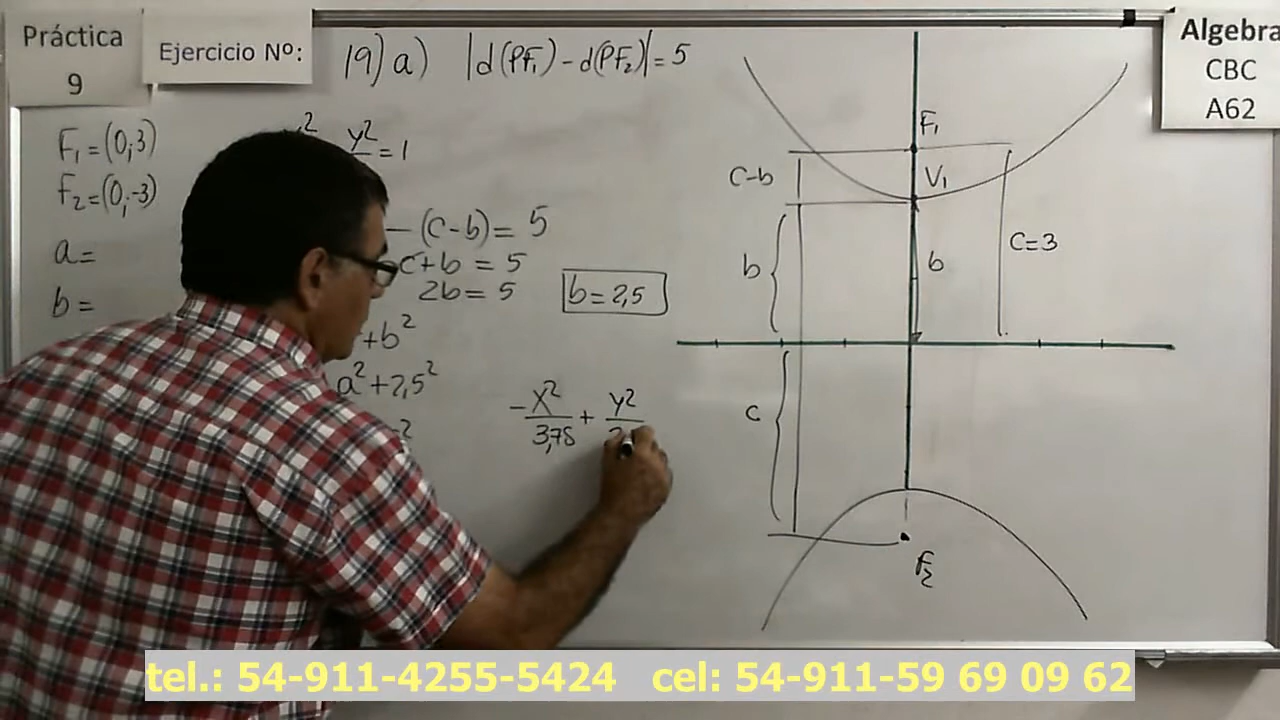 Práctica
9
Ejercicio Nº:
19) a) |d(PF₁) - d(PF₂)| = 5
Algebra
CBC
A62
F₁ = (0;3)
F₂ = (0;-3)
a =
b =
y²
= 1
- (c-b) = 5
c+b = 5
2b = 5
b = 2,5
+b²
a² + 2,5²
- x² / 3,75 + y²
F₁
V₁
c-b
b
b
c=3
c
F₂
tel.: 54-911-4255-5424 cel: 54-911-59 69 09 62